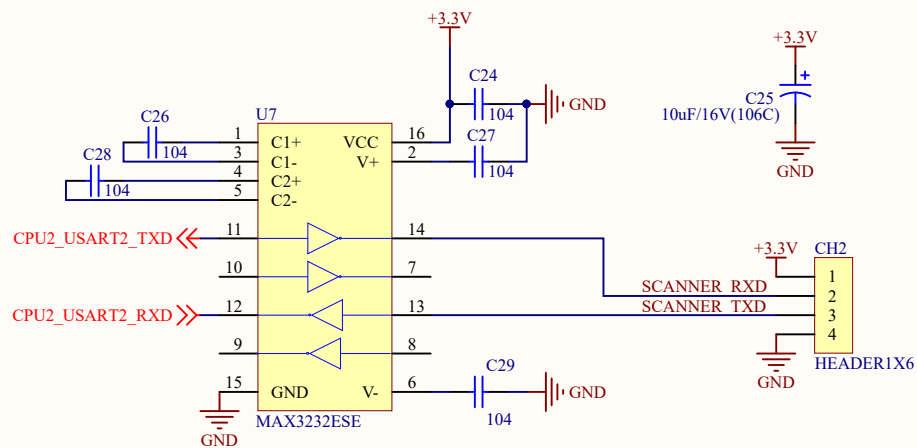 +3.3V
+3.3V
C24
104
GND
C25
10uF/16V(106C)
GND
C26
104
C28
104
U7
1 C1+ VCC 16
3 C1- V+ 2
4 C2+
5 C2-
C27
104
CPU2_USART2_TXD 11 14
10 7
CPU2_USART2_RXD 12 13
9 8
15 GND V- 6
GND
MAX3232ESE
C29
104
GND
+3.3V
CH2
1
SCANNER_RXD 2
SCANNER_TXD 3
4
GND
HEADER1X6